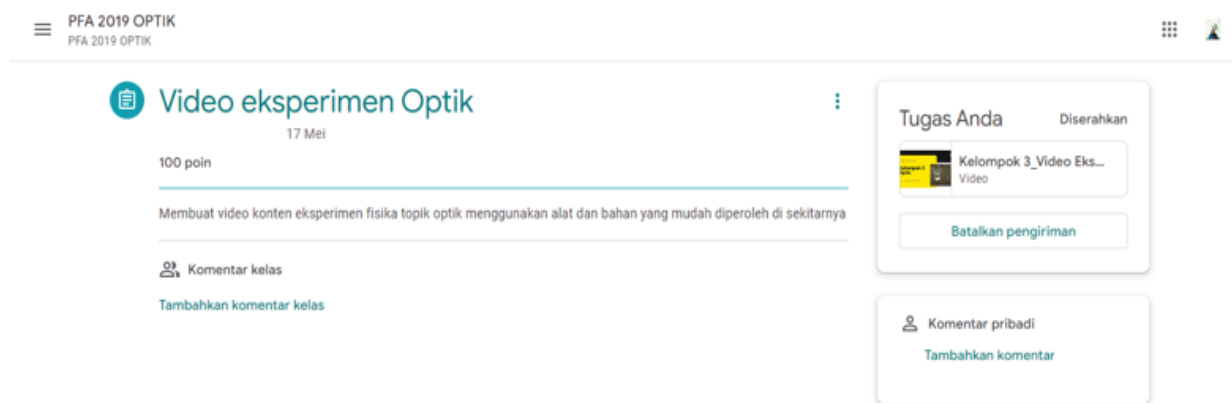 PFA 2019 OPTIK
PFA 2019 OPTIK
Video eksperimen Optik
17 Mei
100 poin
Membuat video konten eksperimen fisika topik optik menggunakan alat dan bahan yang mudah diperoleh di sekitarnya
Komentar kelas
Tambahkan komentar kelas
Tugas Anda
Diserahkan
Kelompok 3_Video Eks...
Video
Batalkan pengiriman
Komentar pribadi
Tambahkan komentar